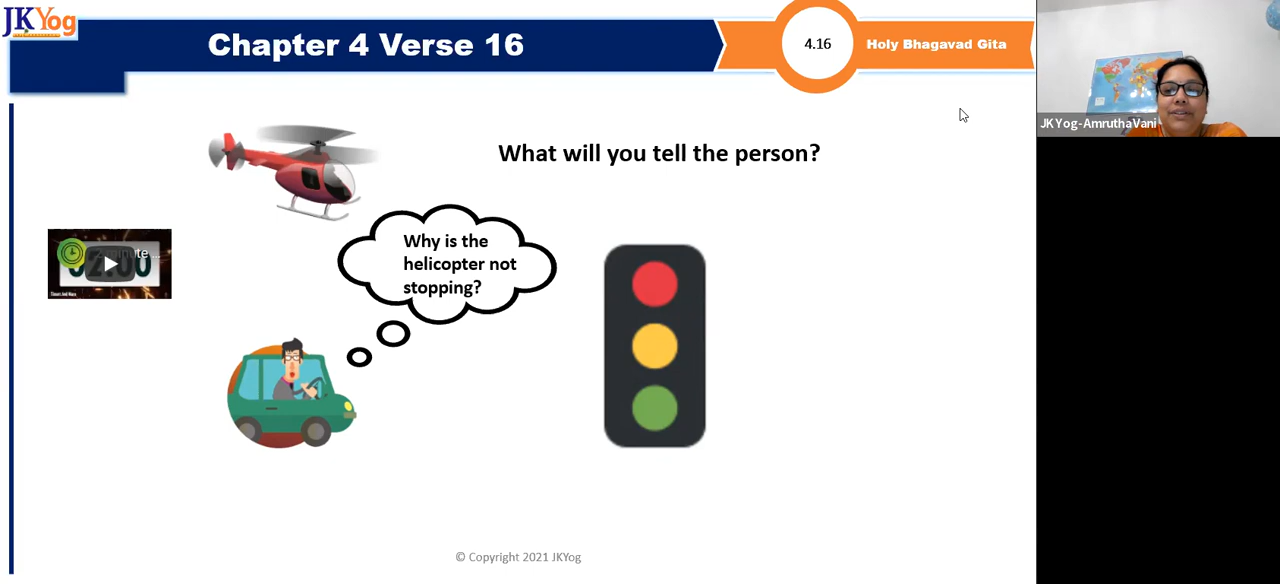 JKYog
Chapter 4 Verse 16
4.16
Holy Bhagavad Gita
What will you tell the person?
JKYog-AmruthaVani
Why is the
helicopter not
stopping?
© Copyright 2021 JKYog